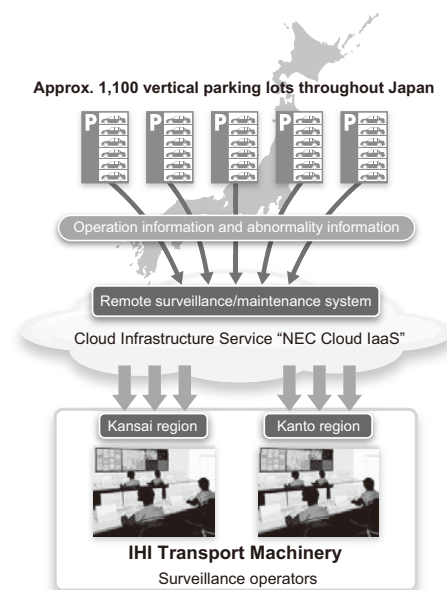 Approx. 1,100 vertical parking lots throughout Japan
P P P P P
Operation information and abnormality information
Remote surveillance/maintenance system
Cloud Infrastructure Service “NEC Cloud IaaS”
Kansai region Kanto region
IHI Transport Machinery
Surveillance operators